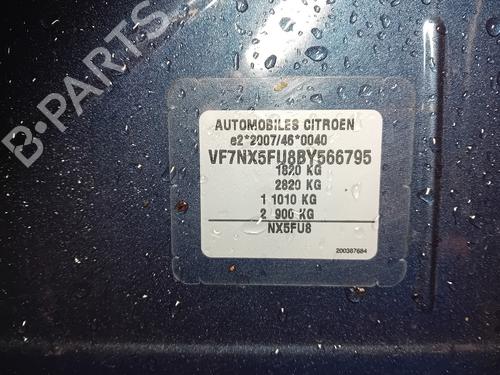 B-PARTS
AUTOMOBILES CITROEN
e2*2007/46*0040
VF7NX5FU8BY566795
1820 KG
2820 KG
1 1010 KG
2 900 KG
NX5FU8
200387684